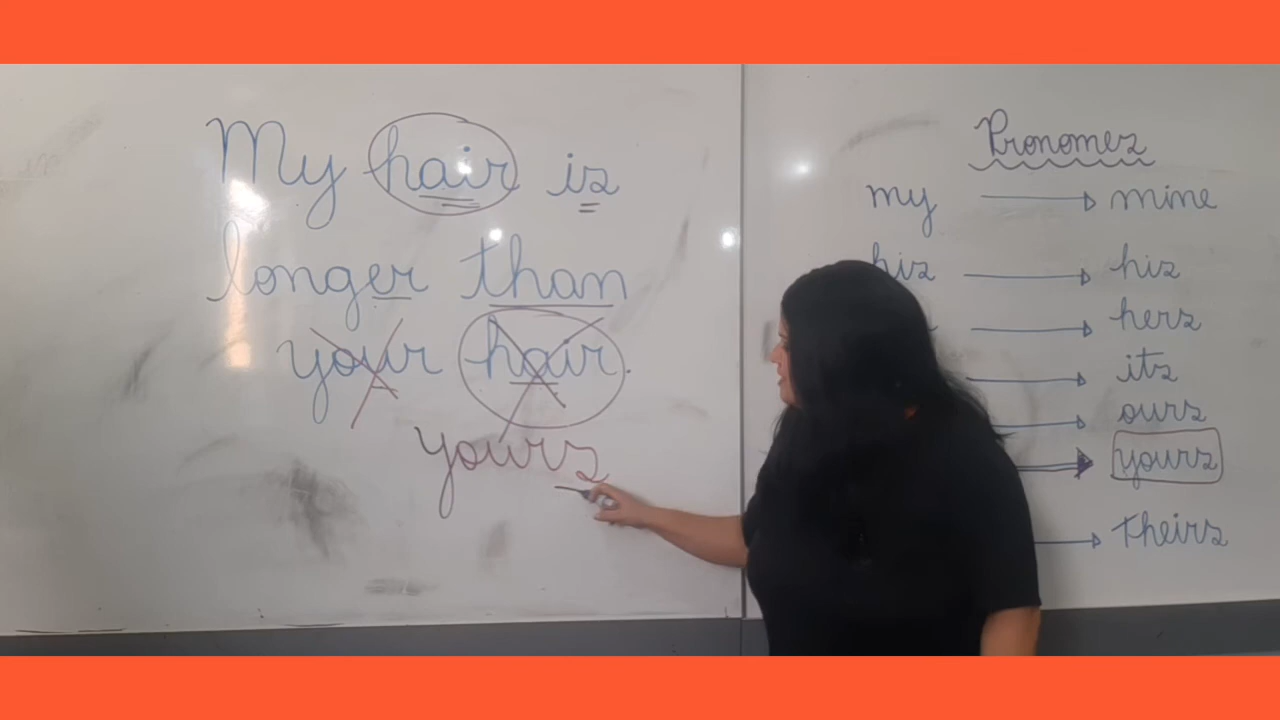 My hair is
longer than
your hair.
yours
Pronomes
my → mine
his → his
→ hers
→ its
→ ours
→ yours
→ theirs